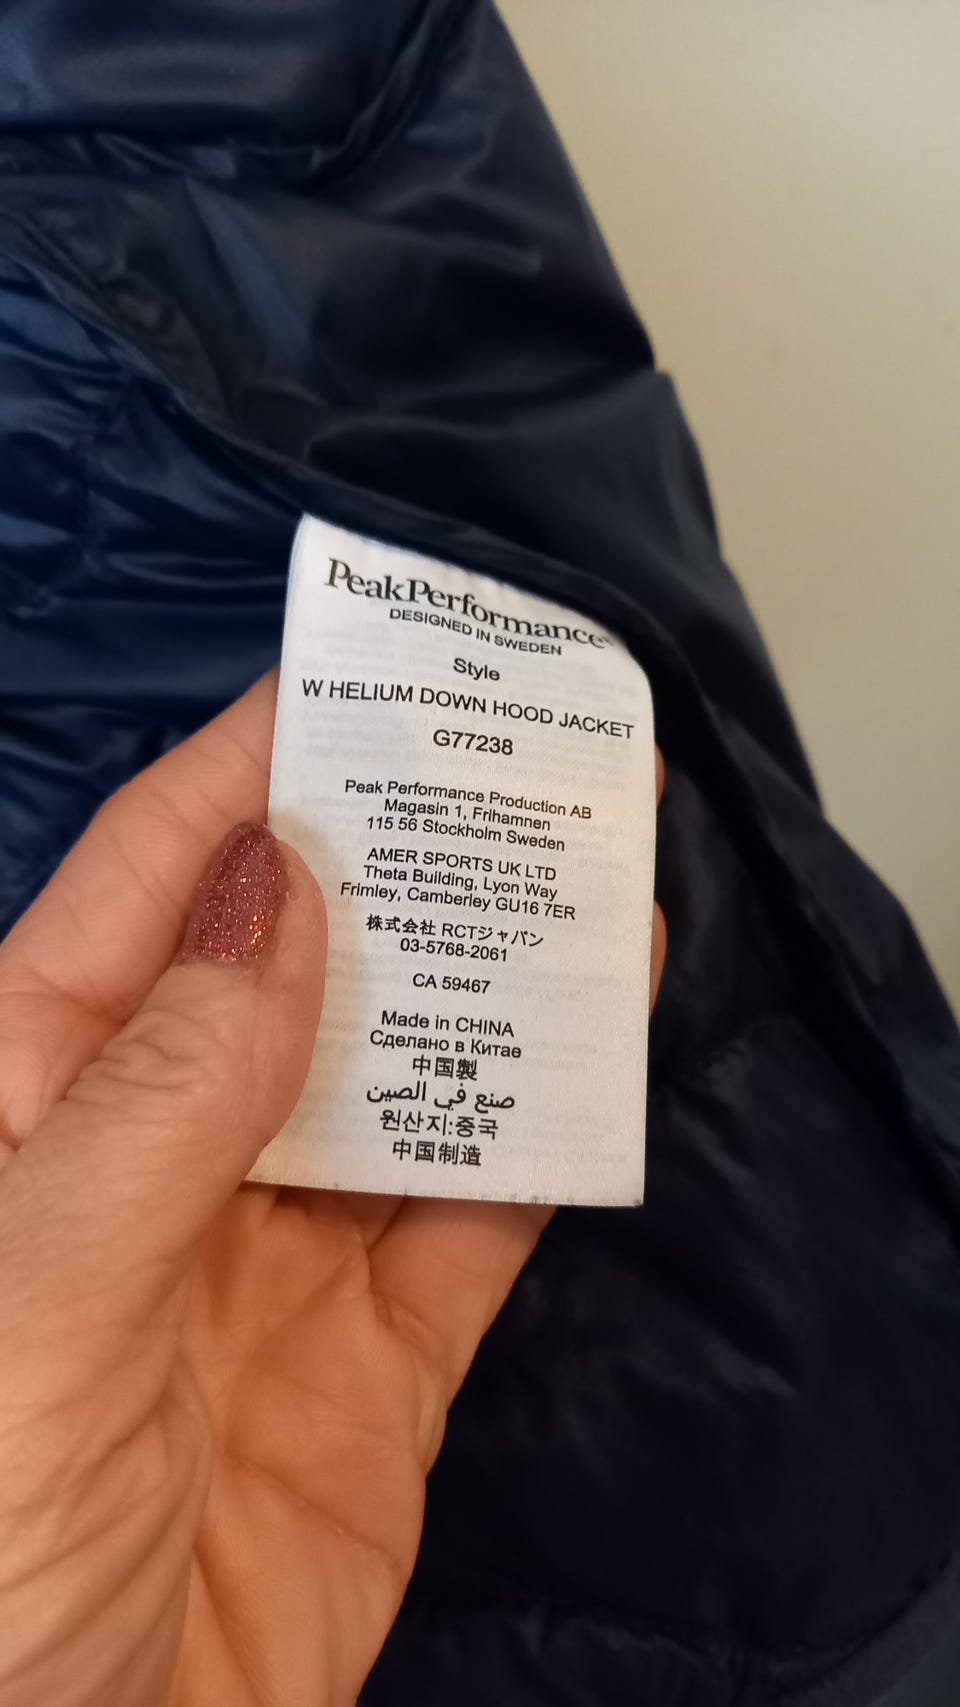 PeakPerformance®
DESIGNED IN SWEDEN
Style
W HELIUM DOWN HOOD JACKET
G77238
Peak Performance Production AB
Magasin 1, Frihamnen
115 56 Stockholm Sweden
AMER SPORTS UK LTD
Theta Building, Lyon Way
Frimley, Camberley GU16 7ER
株式会社 RCTジャパン
03-5768-2061
CA 59467
Made in CHINA
Сделано в Китае
中国製
صنع في الصين
원산지:중국
中国制造